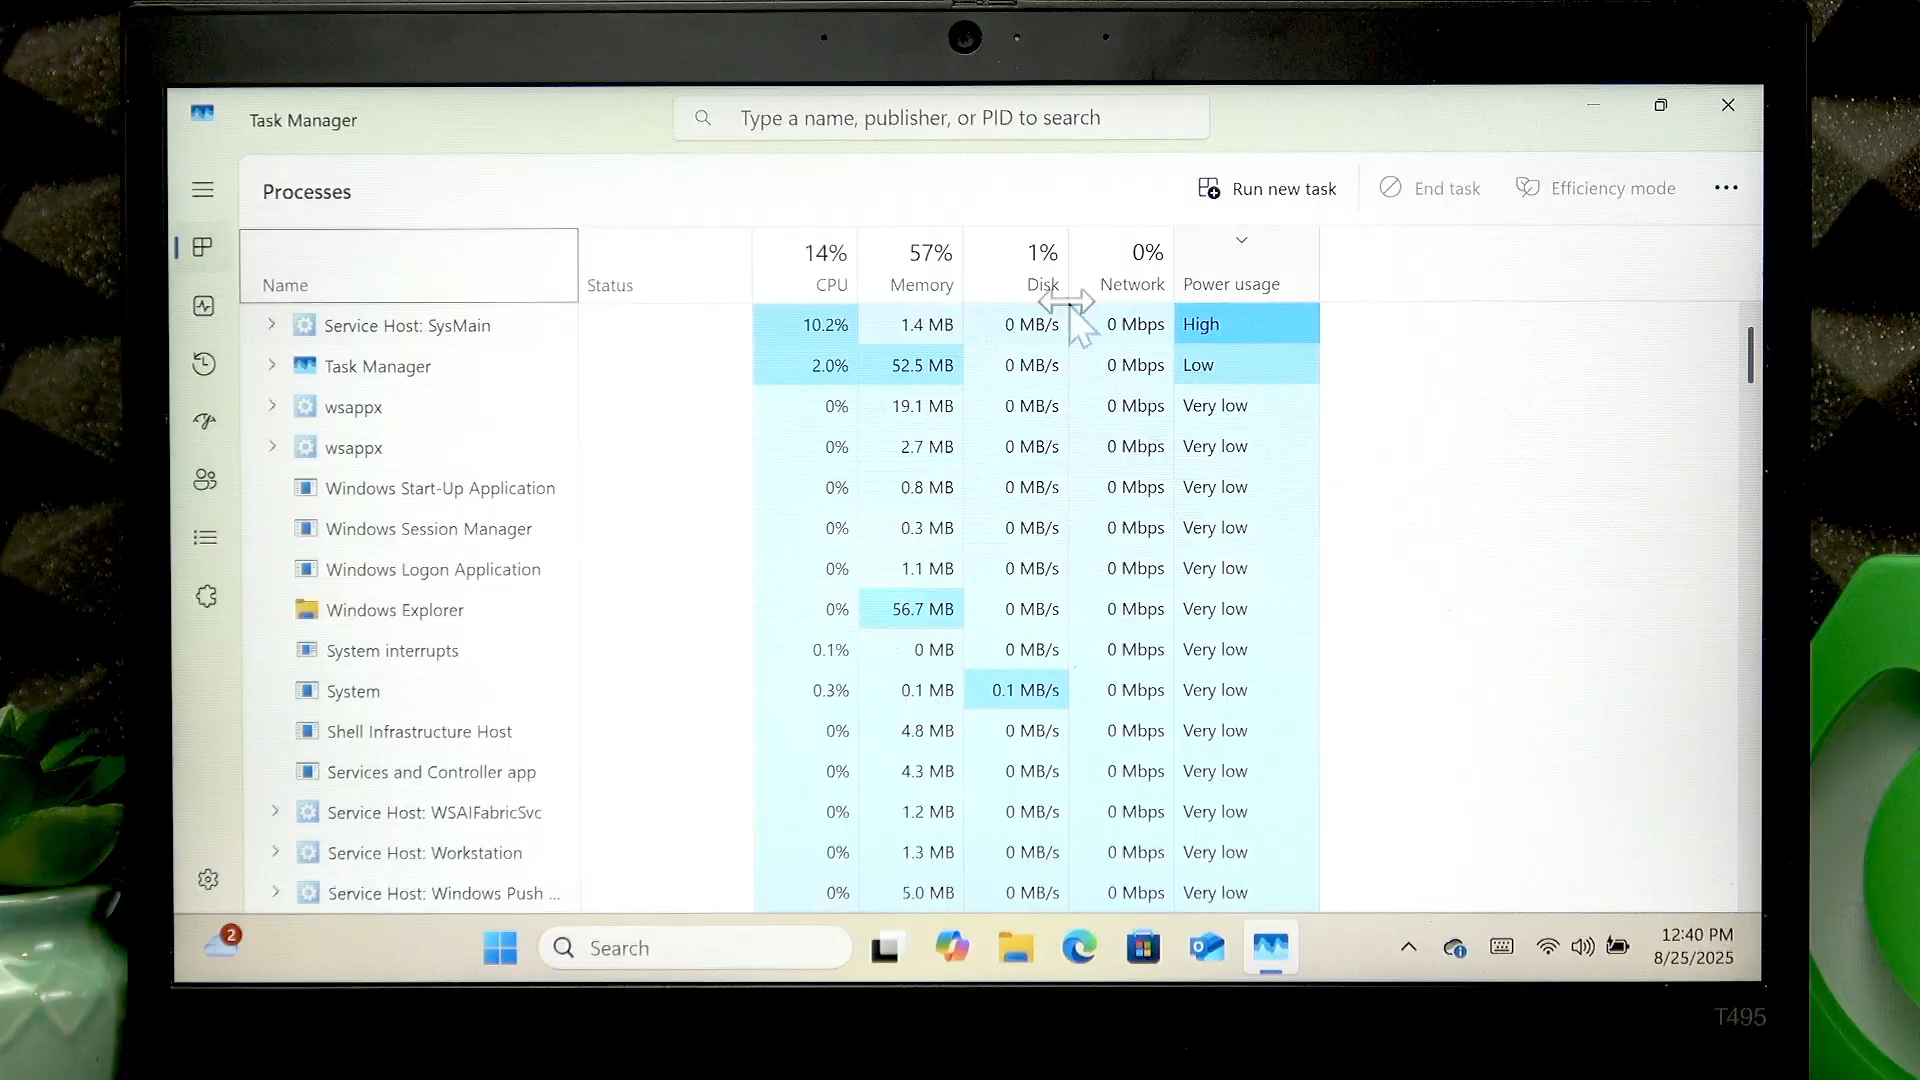 Task Manager
Type a name, publisher, or PID to search
Processes
Run new task
End task
Efficiency mode
14% 57% 1% 0%
Name Status CPU Memory Disk Network Power usage
Service Host: SysMain 10.2% 1.4 MB 0 MB/s 0 Mbps High
Task Manager 2.0% 52.5 MB 0 MB/s 0 Mbps Low
wsappx 0% 19.1 MB 0 MB/s 0 Mbps Very low
wsappx 0% 2.7 MB 0 MB/s 0 Mbps Very low
Windows Start-Up Application 0% 0.8 MB 0 MB/s 0 Mbps Very low
Windows Session Manager 0% 0.3 MB 0 MB/s 0 Mbps Very low
Windows Logon Application 0% 1.1 MB 0 MB/s 0 Mbps Very low
Windows Explorer 0% 56.7 MB 0 MB/s 0 Mbps Very low
System interrupts 0.1% 0 MB 0 MB/s 0 Mbps Very low
System 0.3% 0.1 MB 0.1 MB/s 0 Mbps Very low
Shell Infrastructure Host 0% 4.8 MB 0 MB/s 0 Mbps Very low
Services and Controller app 0% 4.3 MB 0 MB/s 0 Mbps Very low
Service Host: WSAIFabricSvc 0% 1.2 MB 0 MB/s 0 Mbps Very low
Service Host: Workstation 0% 1.3 MB 0 MB/s 0 Mbps Very low
Service Host: Windows Push ... 0% 5.0 MB 0 MB/s 0 Mbps Very low
2
Search
12:40 PM
8/25/2025
T495